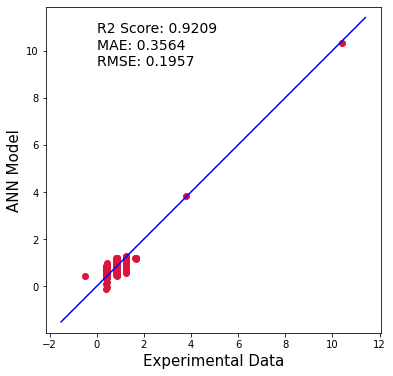 R2 Score: 0.9209
MAE: 0.3564
RMSE: 0.1957
10
8
6
4
2
0
ANN Model
−2 0 2 4 6 8 10 12
Experimental Data